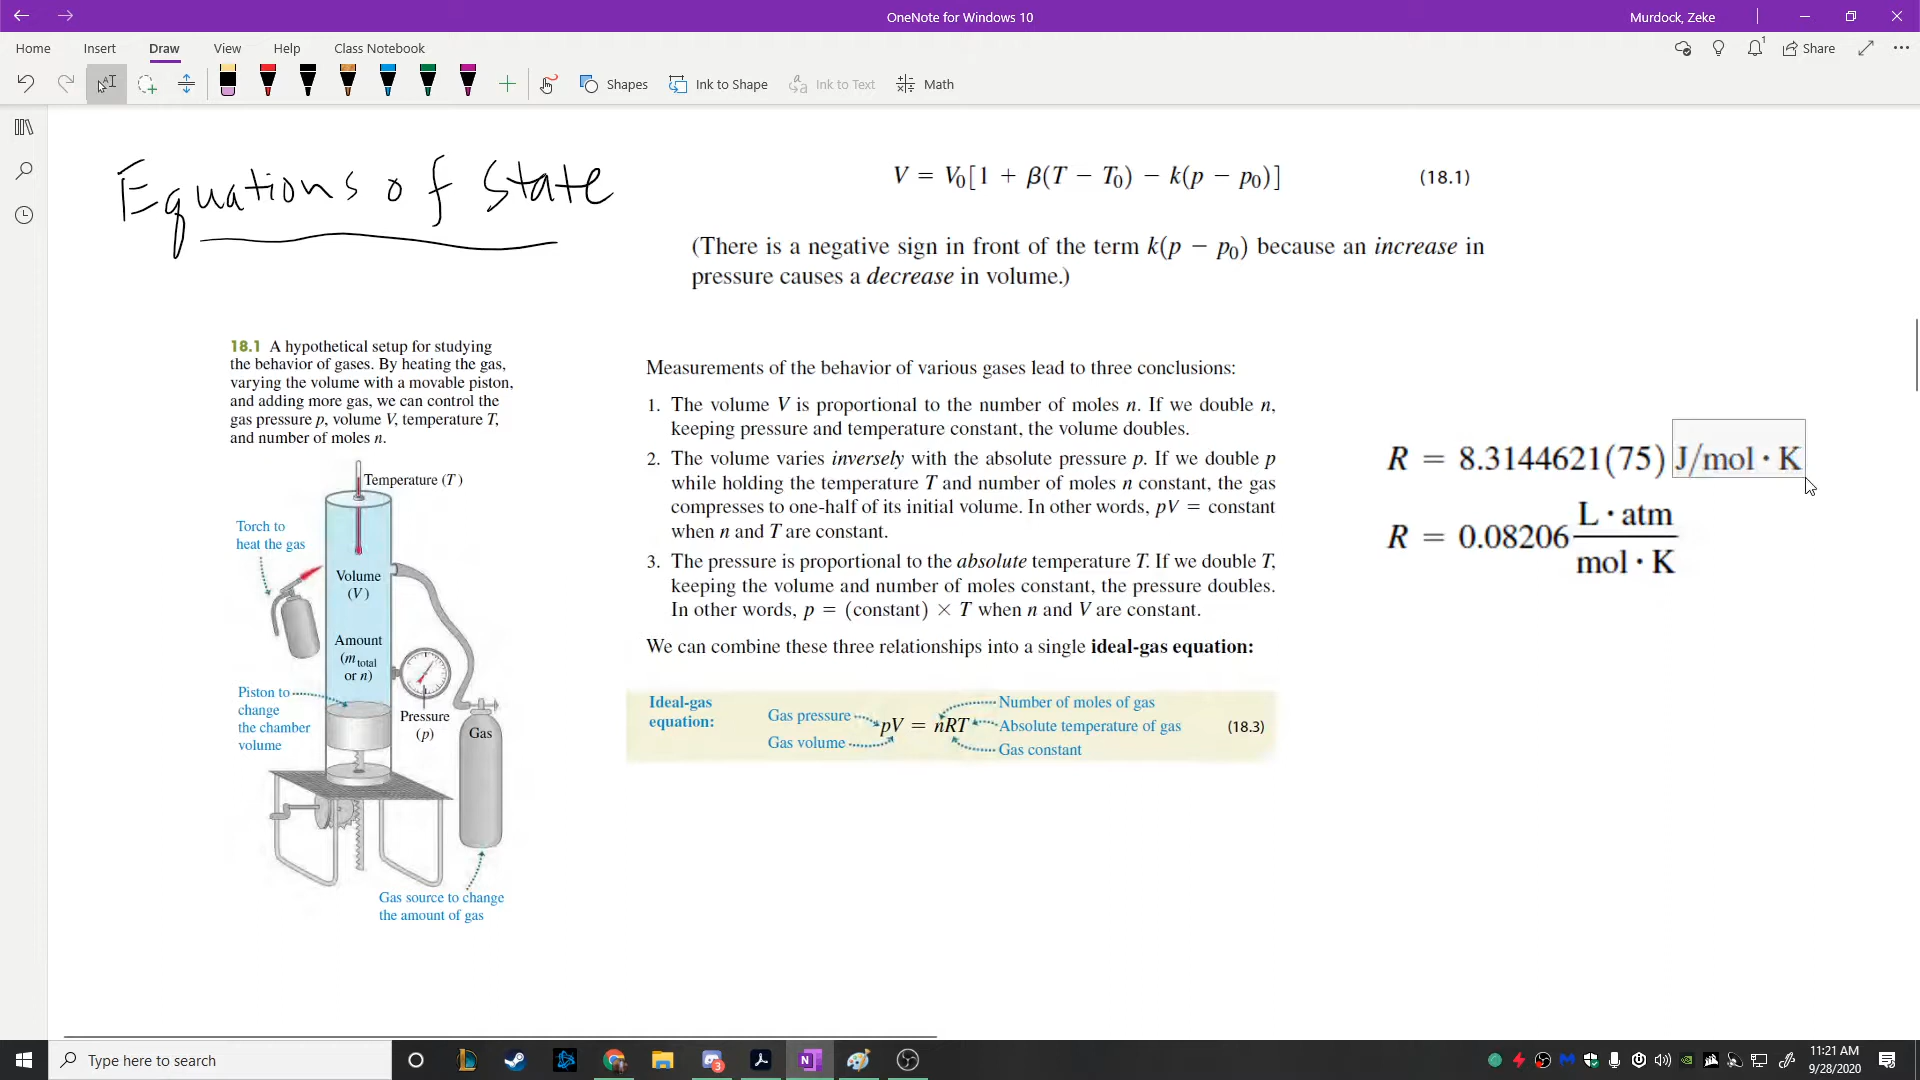 OneNote for Windows 10
Murdock, Zeke
Home Insert Draw View Help Class Notebook
1
Share
Shapes
Ink to Shape
Ink to Text
Math
Equations of State
V = V0[1 + β(T − T0) − k(p − p0)] (18.1)
(There is a negative sign in front of the term k(p − p0) because an increase in
pressure causes a decrease in volume.)
18.1 A hypothetical setup for studying
the behavior of gases. By heating the gas,
varying the volume with a movable piston,
and adding more gas, we can control the
gas pressure p, volume V, temperature T,
and number of moles n.
Temperature (T)
Torch to
heat the gas
Volume
(V)
Amount
(m total
or n)
Piston to
change
the chamber
volume
Pressure
(p)
Gas
Gas source to change
the amount of gas
Measurements of the behavior of various gases lead to three conclusions:
1. The volume V is proportional to the number of moles n. If we double n,
keeping pressure and temperature constant, the volume doubles.
2. The volume varies inversely with the absolute pressure p. If we double p
while holding the temperature T and number of moles n constant, the gas
compresses to one-half of its initial volume. In other words, pV = constant
when n and T are constant.
3. The pressure is proportional to the absolute temperature T. If we double T,
keeping the volume and number of moles constant, the pressure doubles.
In other words, p = (constant) × T when n and V are constant.
We can combine these three relationships into a single ideal-gas equation:
Ideal-gas
equation:
Gas pressure
Gas volume
pV = nRT
Number of moles of gas
Absolute temperature of gas
Gas constant
(18.3)
R = 8.3144621(75) J/mol · K
R = 0.08206 L · atm
mol · K
Type here to search
3
11:21 AM
9/28/2020